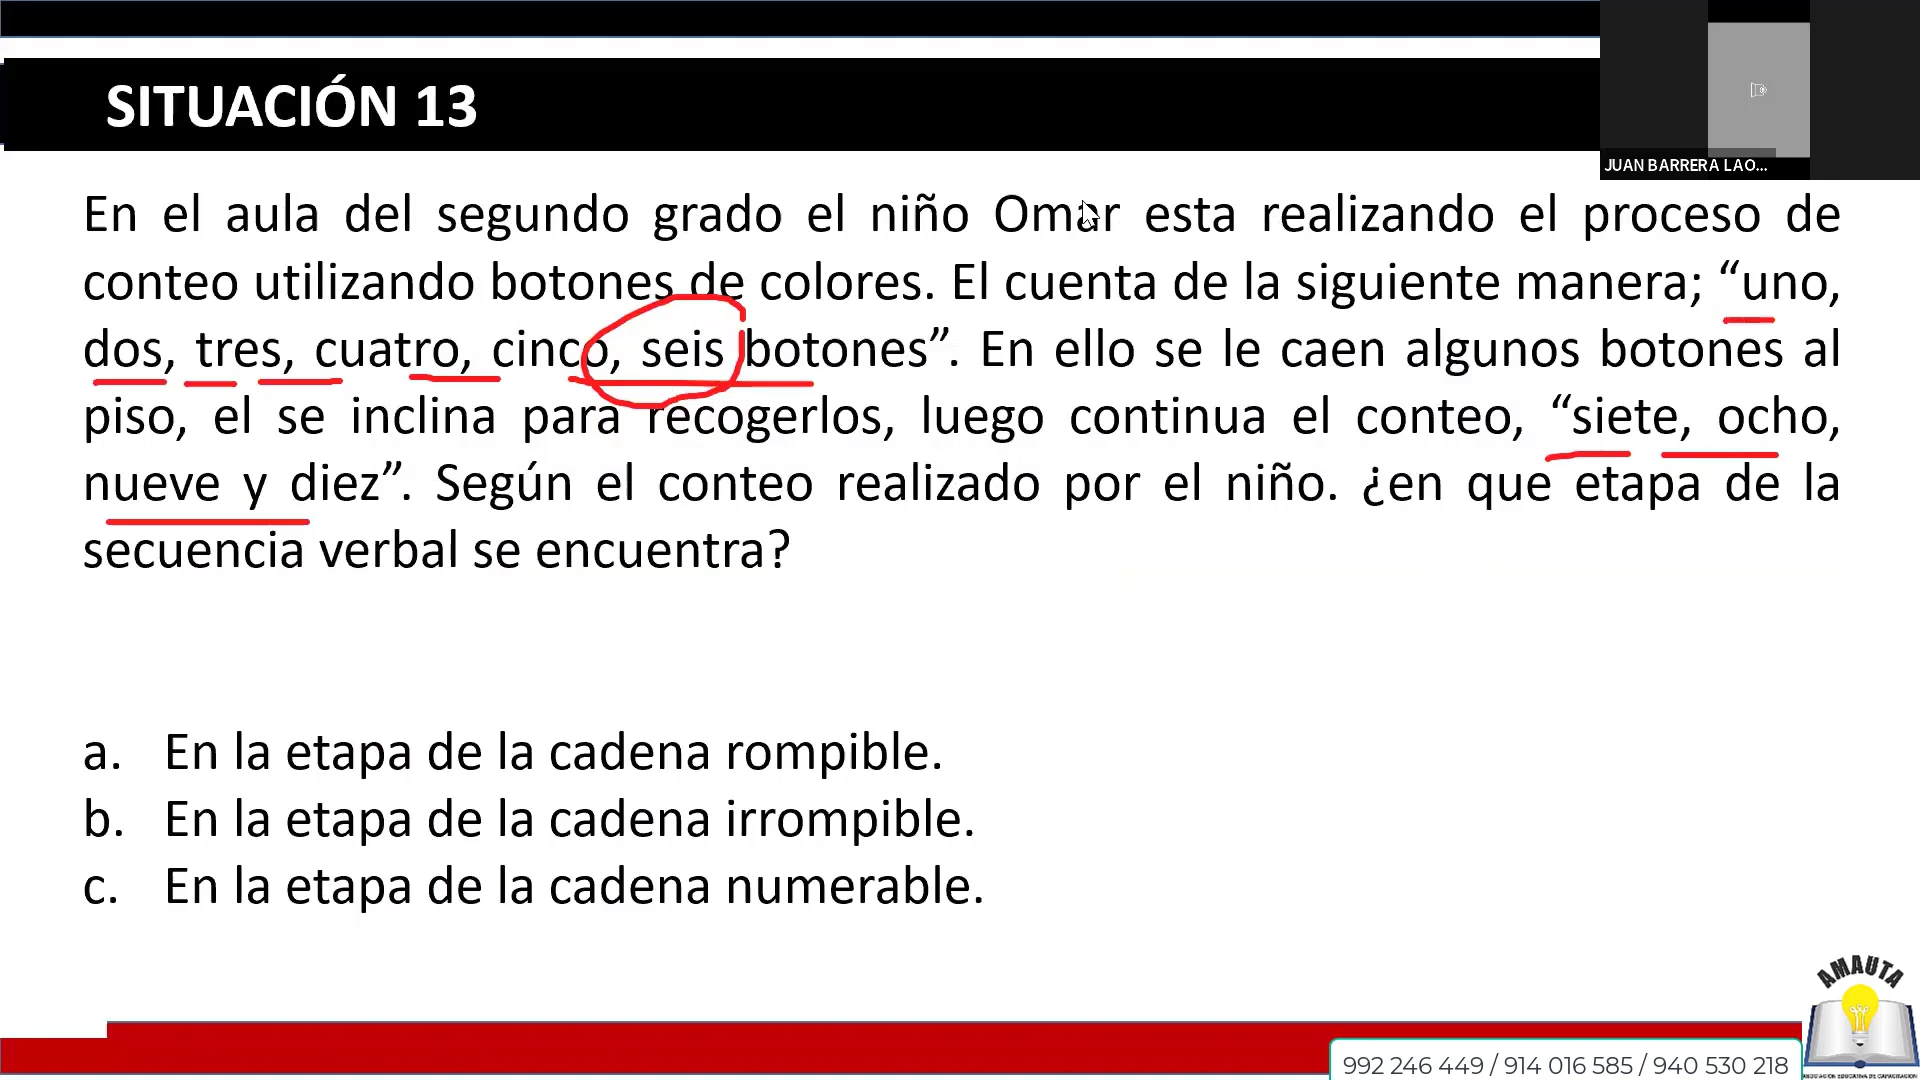 SITUACIÓN 13
JUAN BARRERA LAO...
En el aula del segundo grado el niño Omar esta realizando el proceso de
conteo utilizando botones de colores. El cuenta de la siguiente manera; “uno,
dos, tres, cuatro, cinco, seis botones”. En ello se le caen algunos botones al
piso, el se inclina para recogerlos, luego continua el conteo, “siete, ocho,
nueve y diez”. Según el conteo realizado por el niño. ¿en que etapa de la
secuencia verbal se encuentra?
a. En la etapa de la cadena rompible.
b. En la etapa de la cadena irrompible.
c. En la etapa de la cadena numerable.
AMAUTA
ASOCIACION EDUCATIVA DE CAPACITACION
992 246 449 / 914 016 585 / 940 530 218